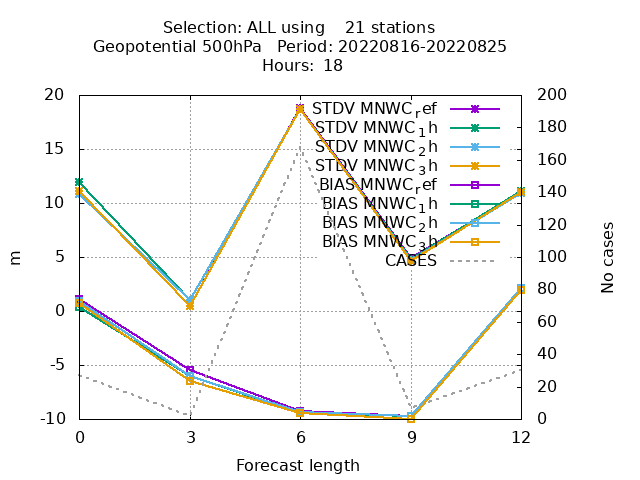 Selection: ALL using    21 stations
Geopotential 500hPa   Period: 20220816-20220825
Hours: 18
20
15
10
5
0
-5
-10
200
180
160
140
120
100
80
60
40
20
0
STDV MNWC_ref
STDV MNWC_1h
STDV MNWC_2h
STDV MNWC_3h
BIAS MNWC_ref
BIAS MNWC_1h
BIAS MNWC_2h
BIAS MNWC_3h
CASES
m
No cases
0 3 6 9 12
Forecast length